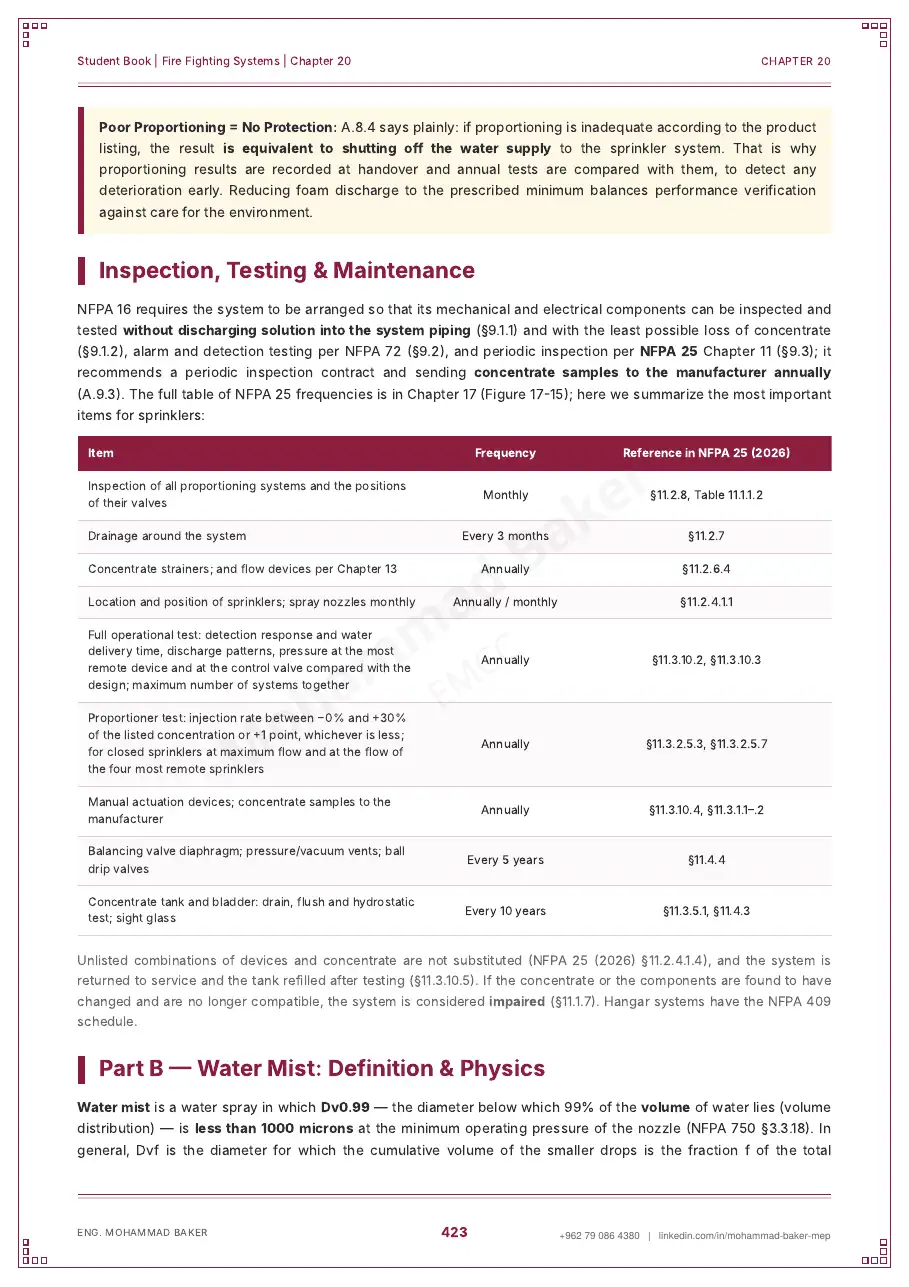 Student Book | Fire Fighting Systems | Chapter 20
CHAPTER 20
Poor Proportioning = No Protection: A.8.4 says plainly: if proportioning is inadequate according to the product
listing, the result is equivalent to shutting off the water supply to the sprinkler system. That is why
proportioning results are recorded at handover and annual tests are compared with them, to detect any
deterioration early. Reducing foam discharge to the prescribed minimum balances performance verification
against care for the environment.
Inspection, Testing & Maintenance
NFPA 16 requires the system to be arranged so that its mechanical and electrical components can be inspected and
tested without discharging solution into the system piping (§9.1.1) and with the least possible loss of concentrate
(§9.1.2), alarm and detection testing per NFPA 72 (§9.2), and periodic inspection per NFPA 25 Chapter 11 (§9.3); it
recommends a periodic inspection contract and sending concentrate samples to the manufacturer annually
(A.9.3). The full table of NFPA 25 frequencies is in Chapter 17 (Figure 17-15); here we summarize the most important
items for sprinklers:
Item
Frequency
Reference in NFPA 25 (2026)
Inspection of all proportioning systems and the positions
of their valves
Monthly
§11.2.8, Table 11.1.1.2
Drainage around the system
Every 3 months
§11.2.7
Concentrate strainers; and flow devices per Chapter 13
Annually
§11.2.6.4
Location and position of sprinklers; spray nozzles monthly
Annually / monthly
§11.2.4.1.1
Full operational test: detection response and water
delivery time, discharge patterns, pressure at the most
remote device and at the control valve compared with the
design; maximum number of systems together
Annually
§11.3.10.2, §11.3.10.3
Proportioner test: injection rate between −0% and +30%
of the listed concentration or +1 point, whichever is less;
for closed sprinklers at maximum flow and at the flow of
the four most remote sprinklers
Annually
§11.3.2.5.3, §11.3.2.5.7
Manual actuation devices; concentrate samples to the
manufacturer
Annually
§11.3.10.4, §11.3.1.1–.2
Balancing valve diaphragm; pressure/vacuum vents; ball
drip valves
Every 5 years
§11.4.4
Concentrate tank and bladder: drain, flush and hydrostatic
test; sight glass
Every 10 years
§11.3.5.1, §11.4.3
Unlisted combinations of devices and concentrate are not substituted (NFPA 25 (2026) §11.2.4.1.4), and the system is
returned to service and the tank refilled after testing (§11.3.10.5). If the concentrate or the components are found to have
changed and are no longer compatible, the system is considered impaired (§11.1.7). Hangar systems have the NFPA 409
schedule.
Part B — Water Mist: Definition & Physics
Water mist is a water spray in which Dv0.99 — the diameter below which 99% of the volume of water lies (volume
distribution) — is less than 1000 microns at the minimum operating pressure of the nozzle (NFPA 750 §3.3.18). In
general, Dvf is the diameter for which the cumulative volume of the smaller drops is the fraction f of the total
ENG. MOHAMMAD BAKER
423
+962 79 086 4380 | linkedin.com/in/mohammad-baker-mep
EMCC